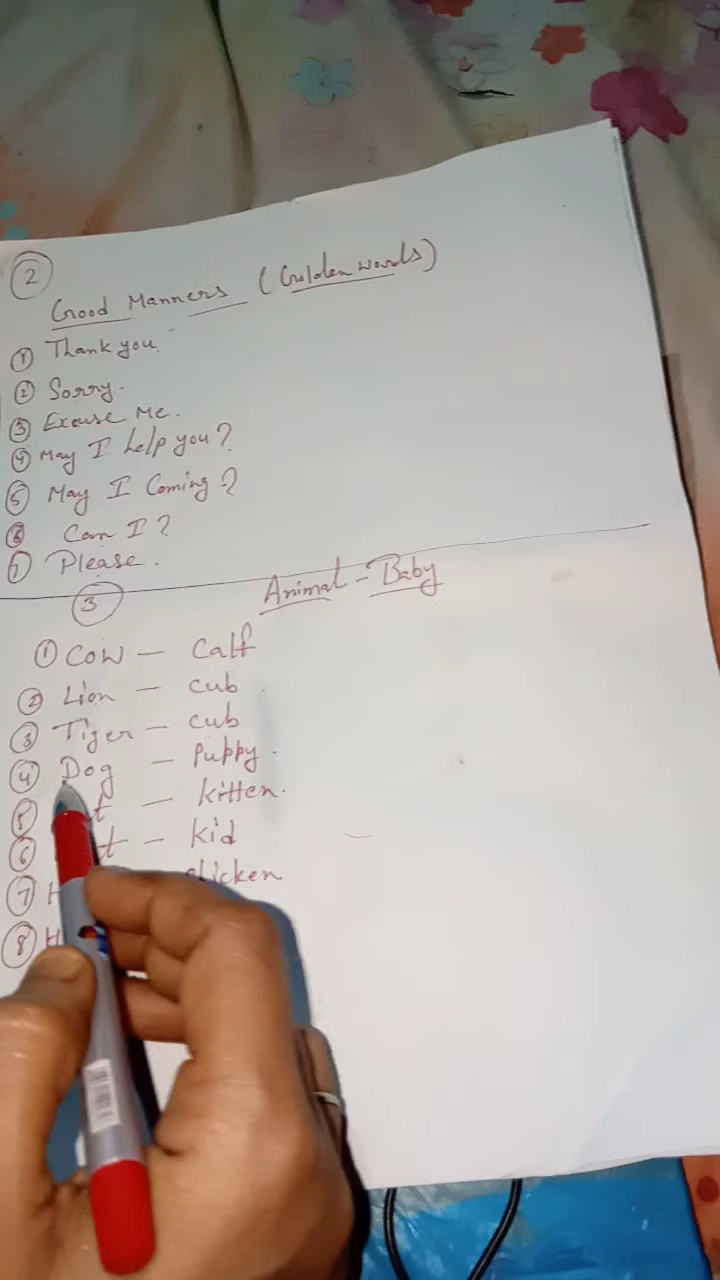 2
Good Manners (Golden words)
1 Thank you.
2 Sorry.
3 Excuse Me.
4 May I help you?
5 May I Coming?
6 Can I?
7 Please.
3 Animal - Baby
1 Cow - Calf
2 Lion - cub
3 Tiger - cub
4 Dog - Puppy.
5 - kitten.
6 - kid
7 H chicken
8 H